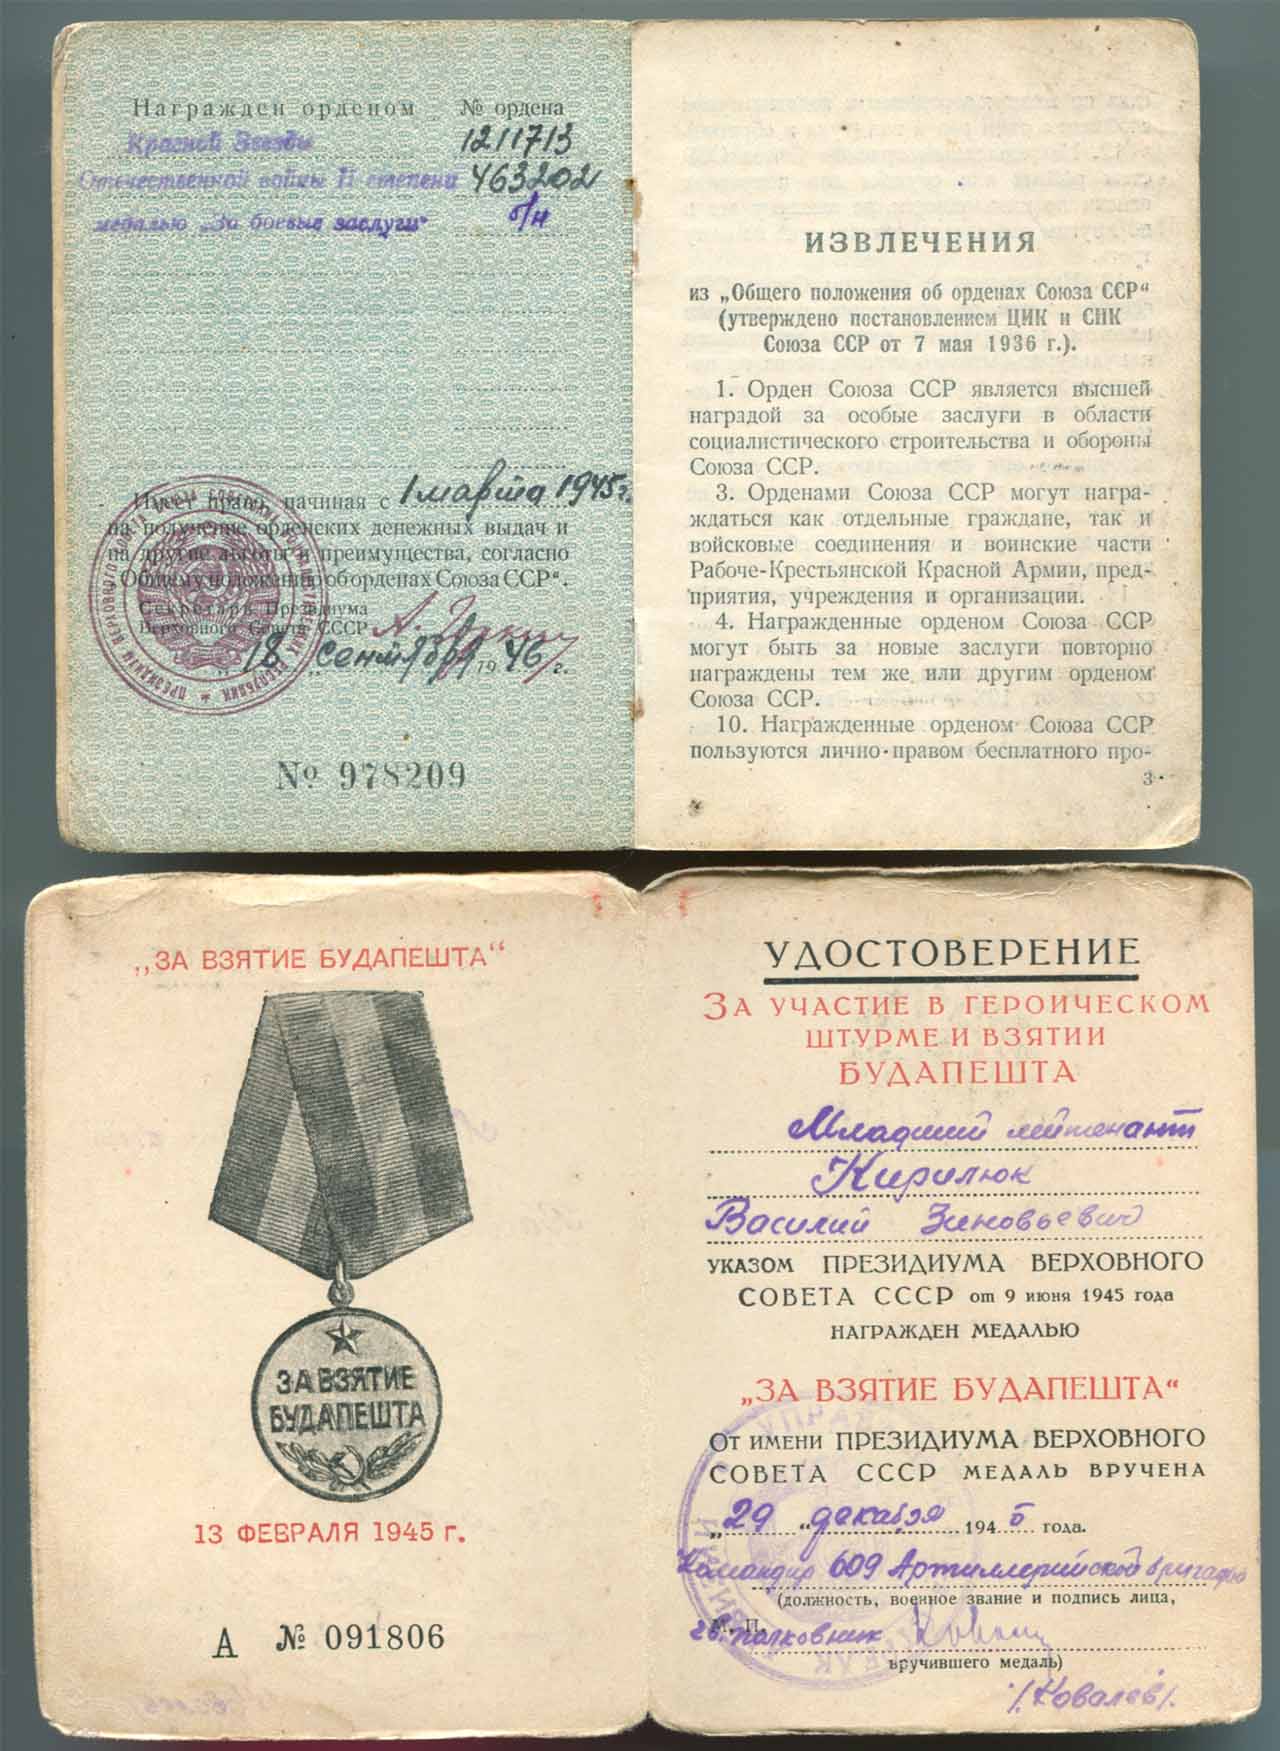 Награжден орденом № ордена
Красной Звезды 1211713
Отечественной войны II степени 463202
медалью „За боевые заслуги" б/н
Имеет право, начиная с 1 марта 1945 г.
на получение орденских денежных выдач и
на другие льготы и преимущества, согласно
„Общему положению об орденах Союза ССР".
Секретарь Президиума
Верховного Совета СССР
„18" сентября 1946 г.
№ 978209
ИЗВЛЕЧЕНИЯ
из „Общего положения об орденах Союза ССР"
(утверждено постановлением ЦИК и СНК
Союза ССР от 7 мая 1936 г.).
1. Орден Союза ССР является высшей
наградой за особые заслуги в области
социалистического строительства и обороны
Союза ССР.
3. Орденами Союза ССР могут награ-
ждаться как отдельные граждане, так и
войсковые соединения и воинские части
Рабоче-Крестьянской Красной Армии, пред-
приятия, учреждения и организации.
4. Награжденные орденом Союза ССР
могут быть за новые заслуги повторно
награждены тем же или другим орденом
Союза ССР.
10. Награжденные орденом Союза ССР
пользуются лично правом бесплатного про-
3
„ЗА ВЗЯТИЕ БУДАПЕШТА"
ЗА ВЗЯТИЕ
БУДАПЕШТА
13 ФЕВРАЛЯ 1945 г.
А № 091806
УДОСТОВЕРЕНИЕ
ЗА УЧАСТИЕ В ГЕРОИЧЕСКОМ
ШТУРМЕ И ВЗЯТИИ
БУДАПЕШТА
Младший лейтенант
Кирилюк
Василий Зиновьевич
УКАЗОМ ПРЕЗИДИУМА ВЕРХОВНОГО
СОВЕТА СССР от 9 июня 1945 года
НАГРАЖДЕН МЕДАЛЬЮ
„ЗА ВЗЯТИЕ БУДАПЕШТА"
ОТ ИМЕНИ ПРЕЗИДИУМА ВЕРХОВНОГО
СОВЕТА СССР МЕДАЛЬ ВРУЧЕНА
„29" декабря 1945 года.
Командир 609 Артиллерийской бригады
(должность, военное звание и подпись лица,
М. П.
гв. полковник
вручившего медаль)
/Ковалев/.